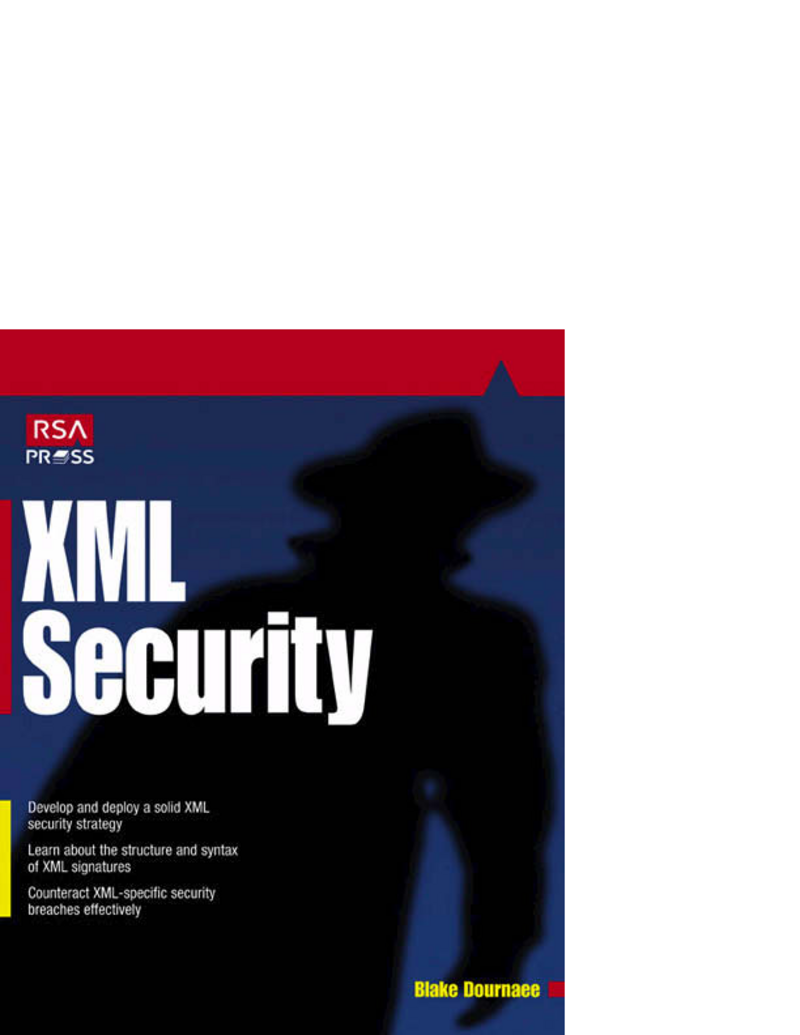 RSA
PRESS
XML
Security
Develop and deploy a solid XML
security strategy
Learn about the structure and syntax
of XML signatures
Counteract XML-specific security
breaches effectively
Blake Dournaee